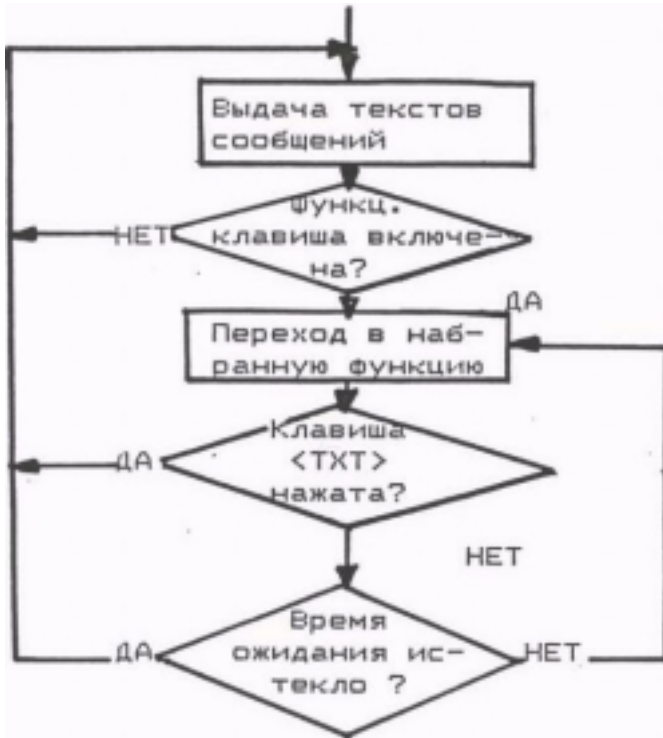 Выдача текстов
сообщений
Функц.
НЕТ
клавиша включе-
на?
ДА
Переход в наб-
ранную функцию
Клавиша
ДА
<ТХТ>
нажата?
НЕТ
Время
ДА
ожидания ис-
НЕТ
текло ?